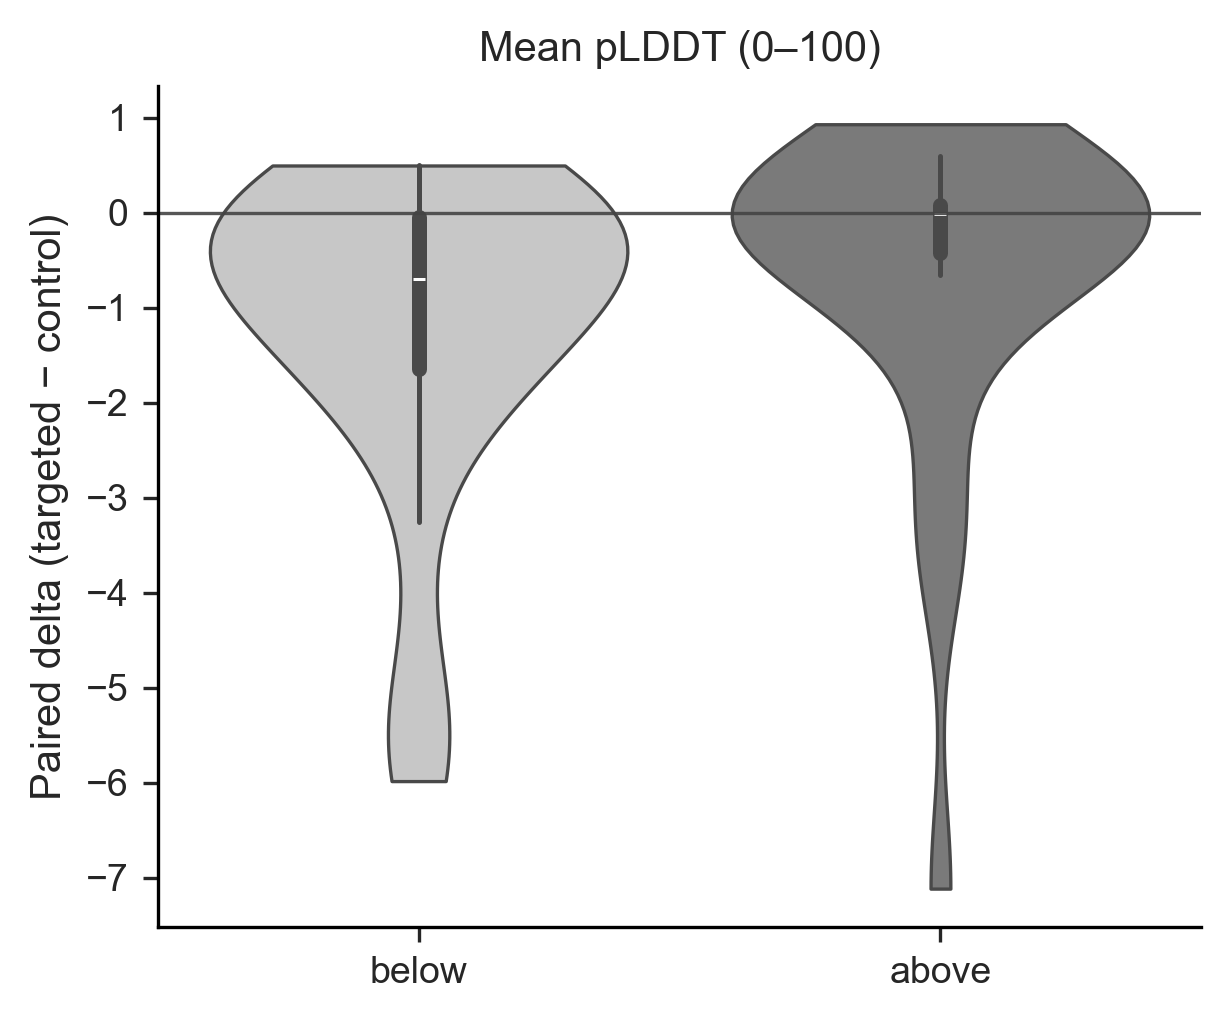 Mean pLDDT (0–100)
Paired delta (targeted − control)
1
0
−1
−2
−3
−4
−5
−6
−7
below
above